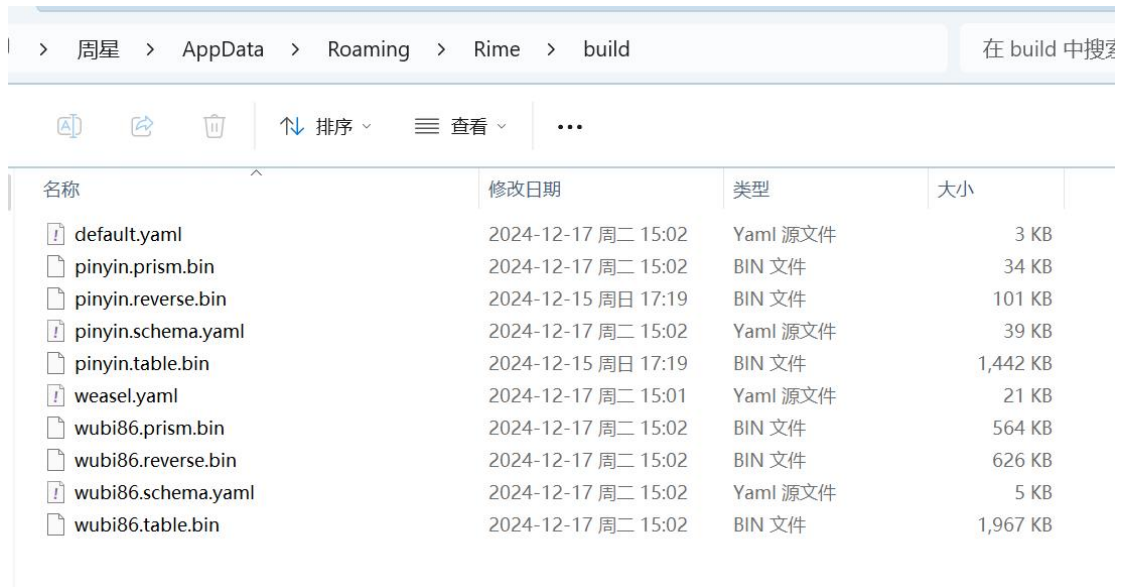 > 周星 > AppData > Roaming > Rime > build
在 build 中搜
排序 查看 ...
名称 修改日期 类型 大小
default.yaml 2024-12-17 周二 15:02 Yaml 源文件 3 KB
pinyin.prism.bin 2024-12-17 周二 15:02 BIN 文件 34 KB
pinyin.reverse.bin 2024-12-15 周日 17:19 BIN 文件 101 KB
pinyin.schema.yaml 2024-12-17 周二 15:02 Yaml 源文件 39 KB
pinyin.table.bin 2024-12-15 周日 17:19 BIN 文件 1,442 KB
weasel.yaml 2024-12-17 周二 15:01 Yaml 源文件 21 KB
wubi86.prism.bin 2024-12-17 周二 15:02 BIN 文件 564 KB
wubi86.reverse.bin 2024-12-17 周二 15:02 BIN 文件 626 KB
wubi86.schema.yaml 2024-12-17 周二 15:02 Yaml 源文件 5 KB
wubi86.table.bin 2024-12-17 周二 15:02 BIN 文件 1,967 KB